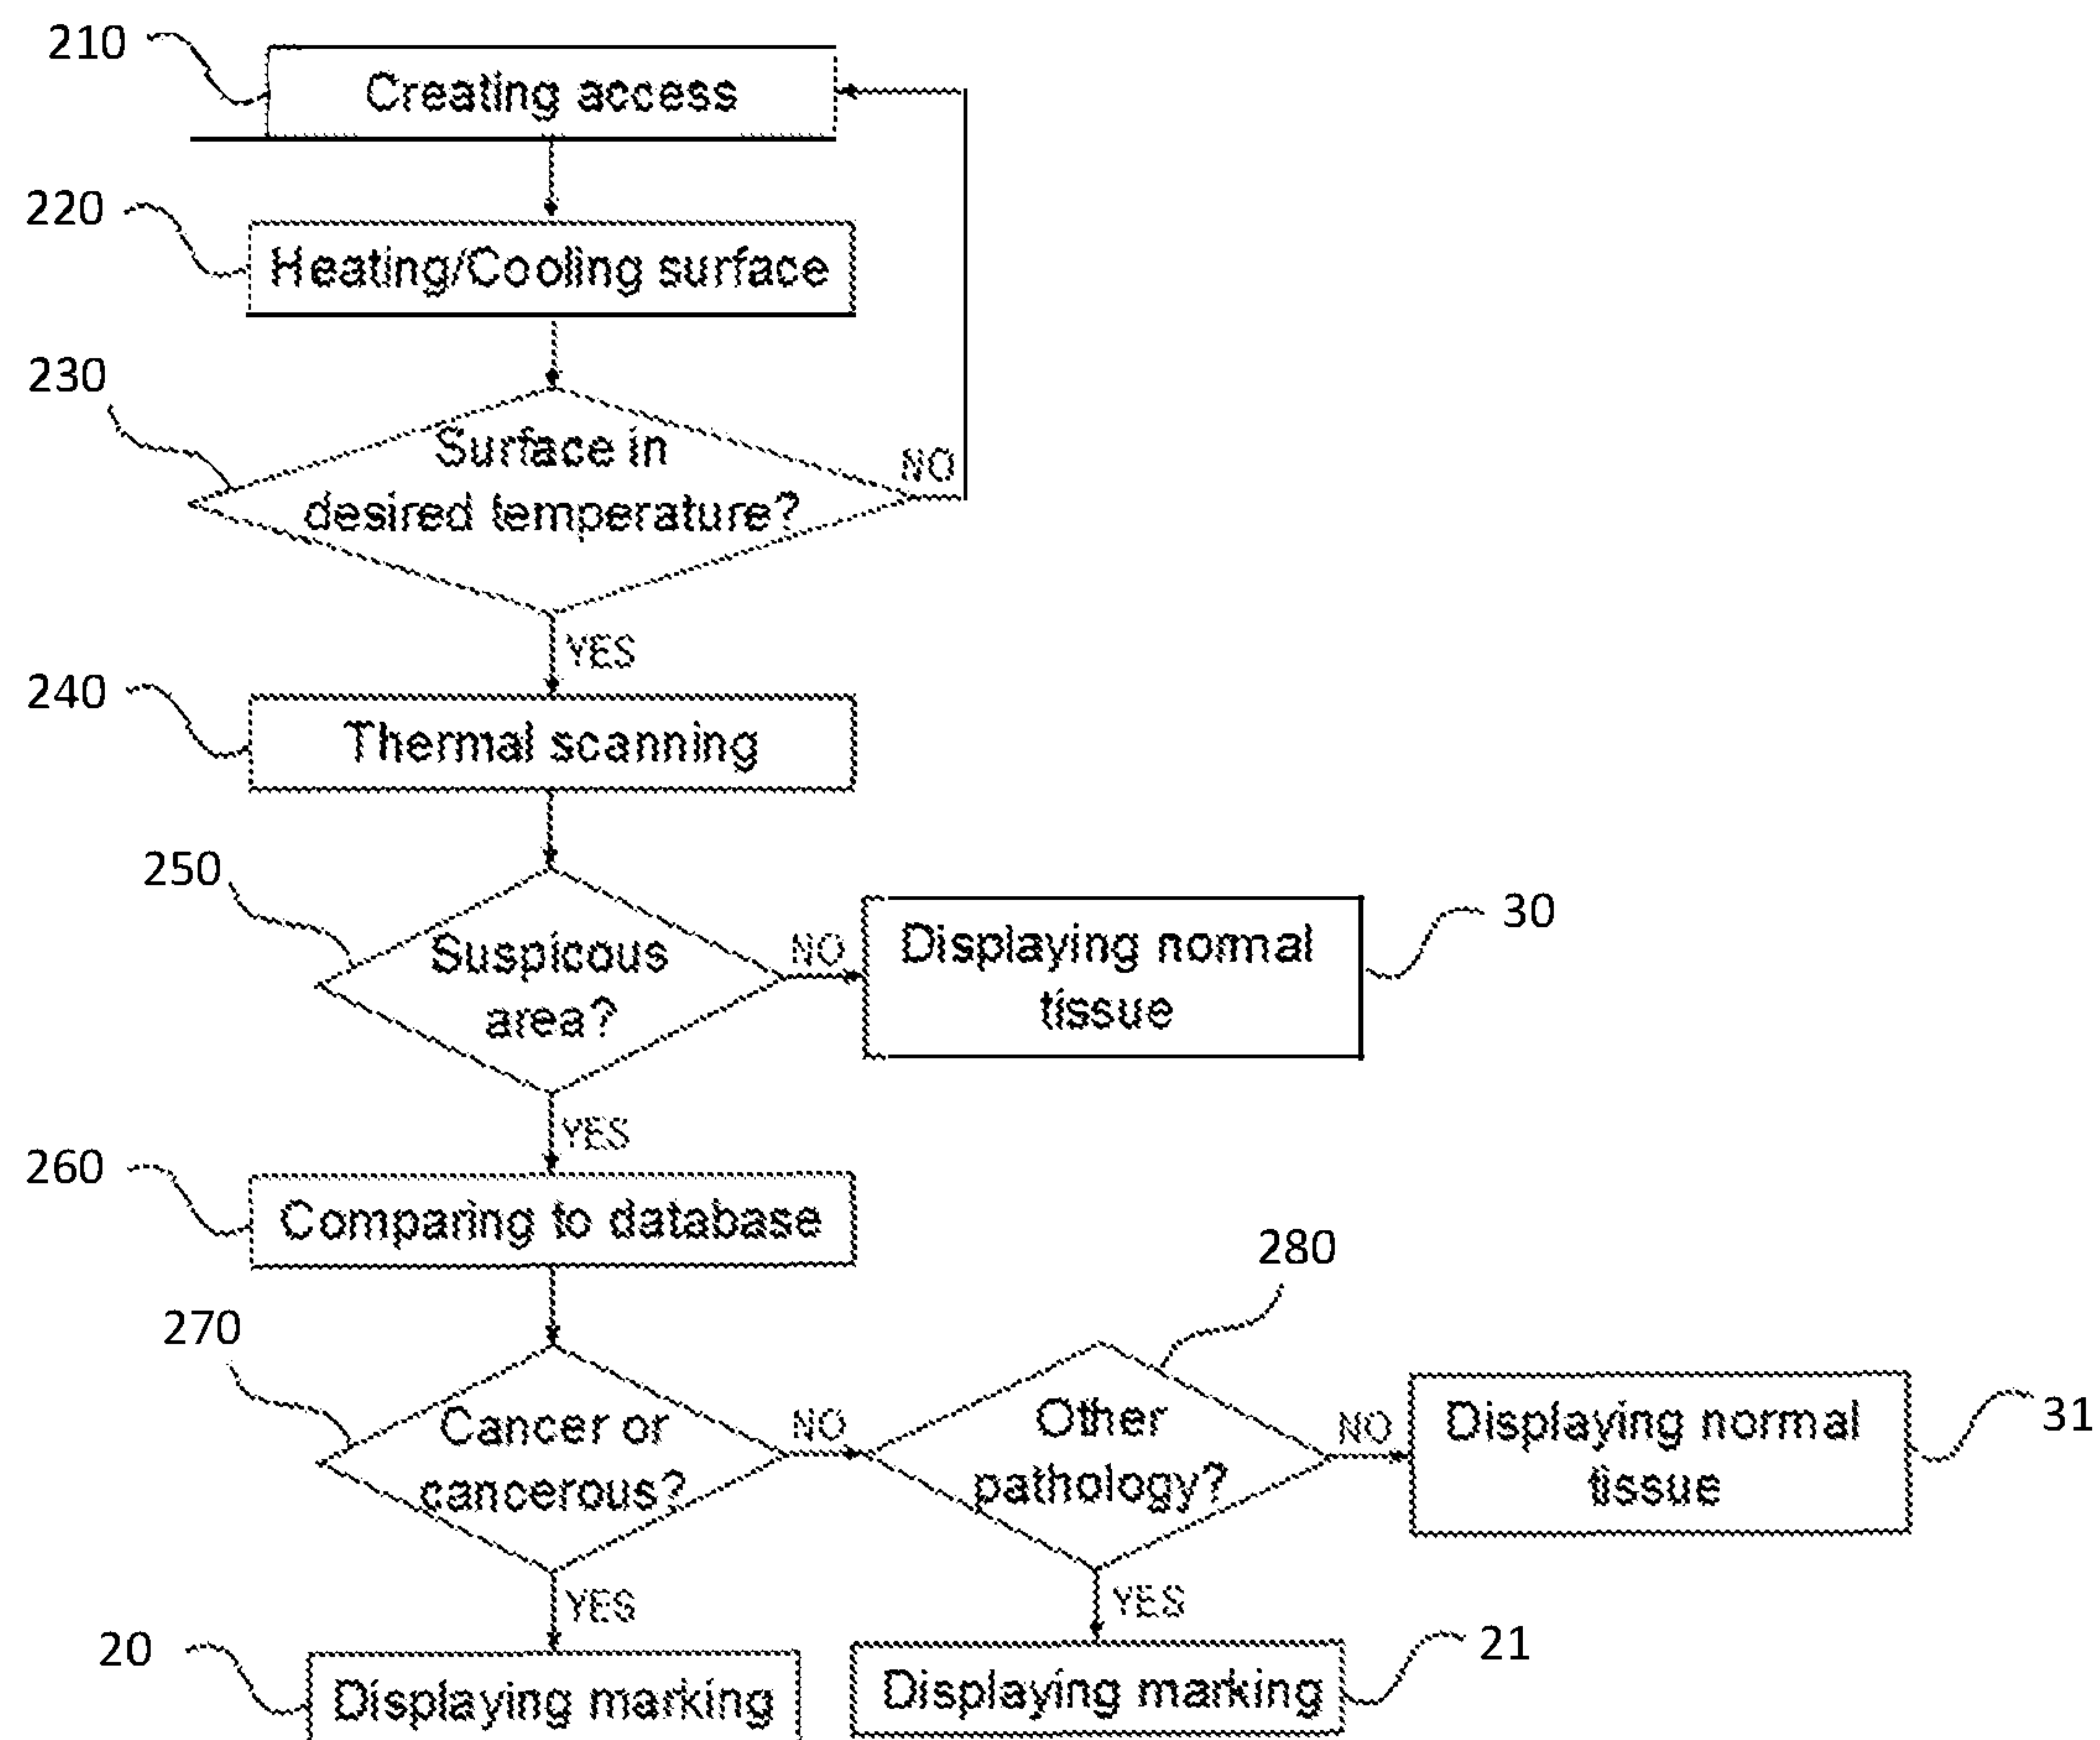 210
Creating access
220
Heating/Cooling surface
230
Surface in
desired temperature?
NO
YES
240
Thermal scanning
250
Suspicous
area?
NO
Displaying normal
tissue
30
YES
260
Comparing to database
280
270
Cancer or
cancerous?
NO
Other
pathology?
NO
Displaying normal
tissue
31
YES
YES
20
Displaying marking
Displaying marking
21